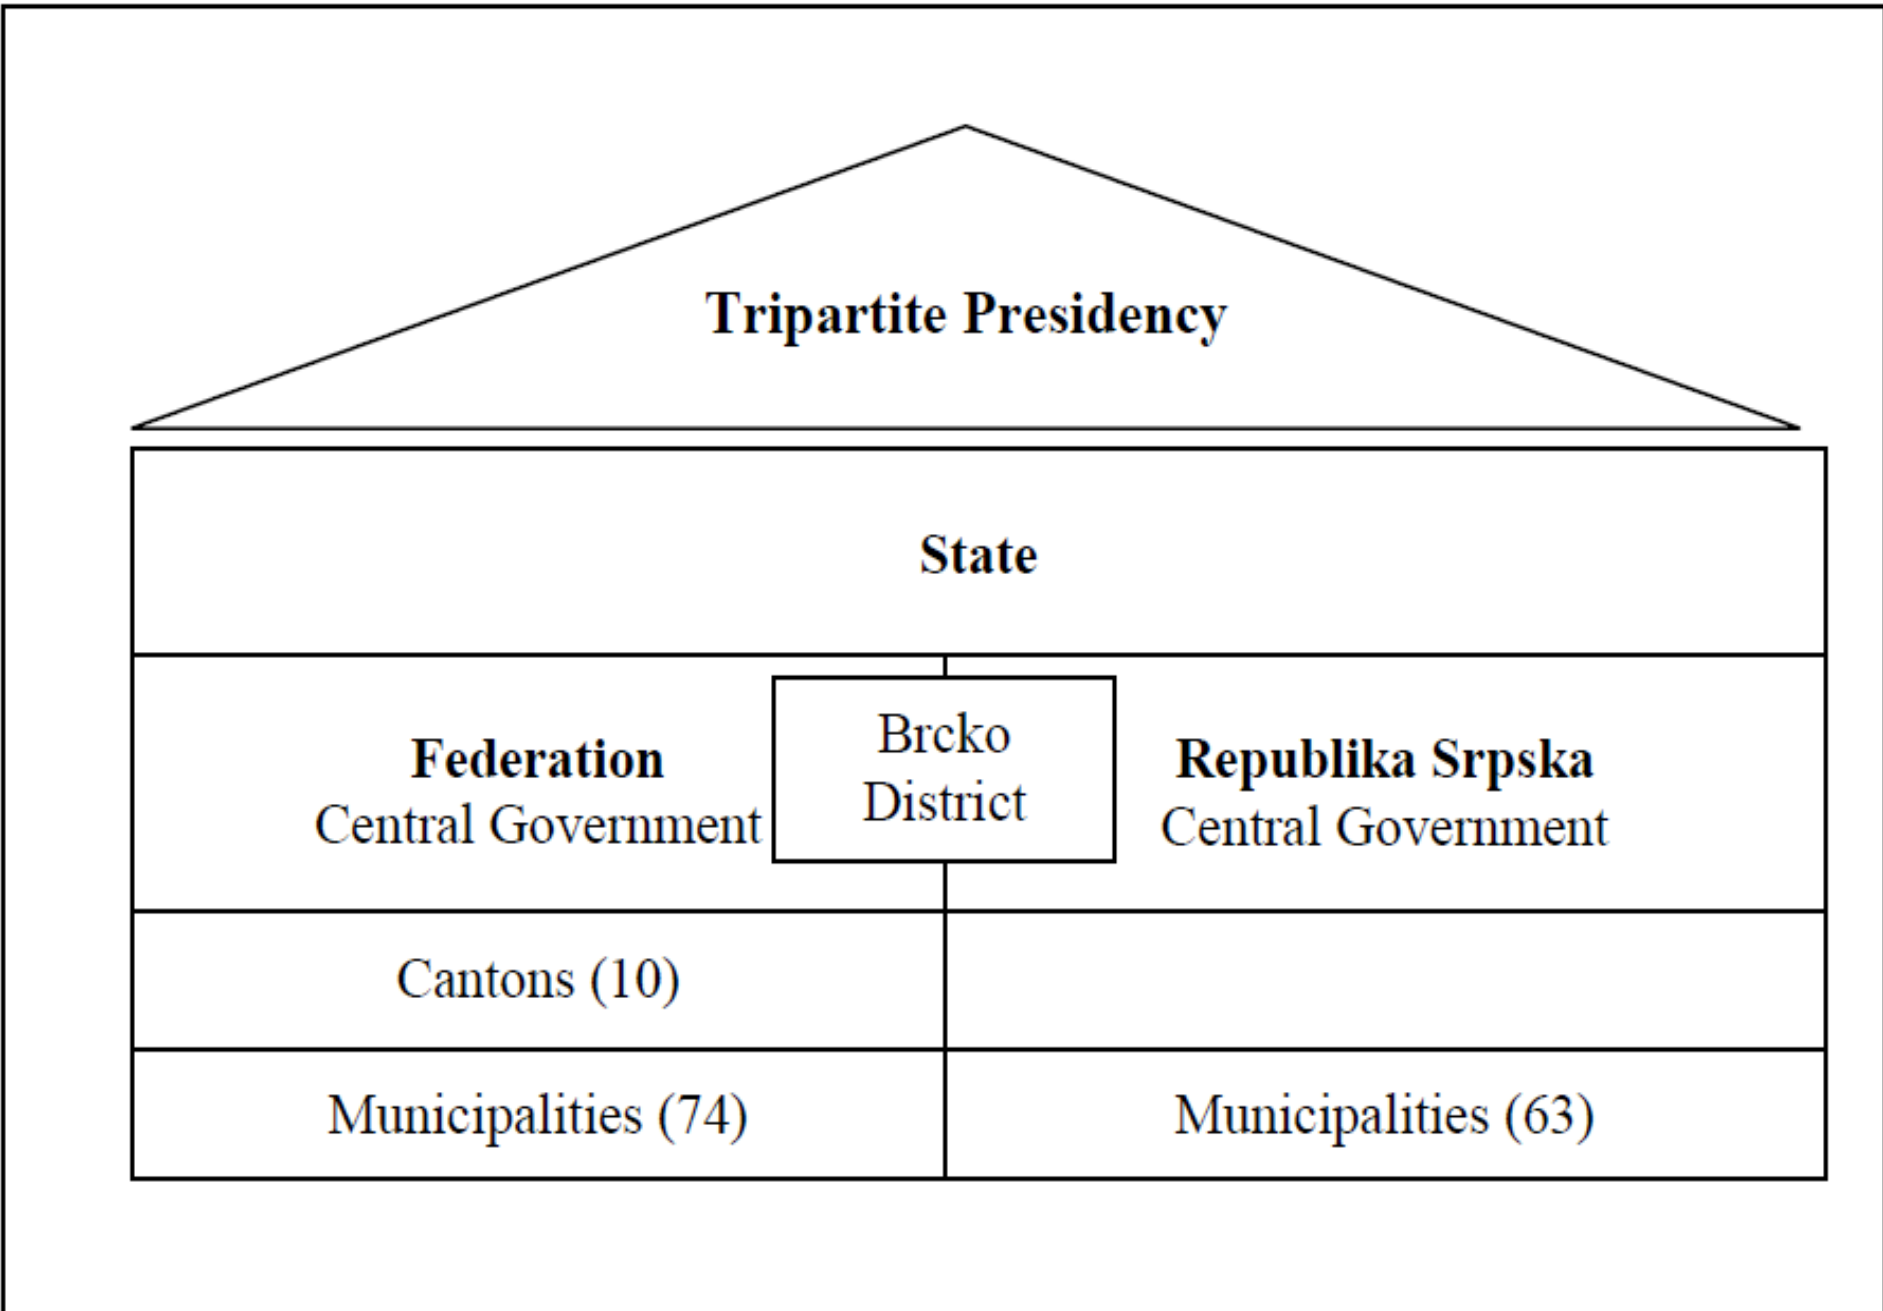 Tripartite Presidency
State
Federation
Central Government
Brcko
District
Republika Srpska
Central Government
Cantons (10)
Municipalities (74)
Municipalities (63)